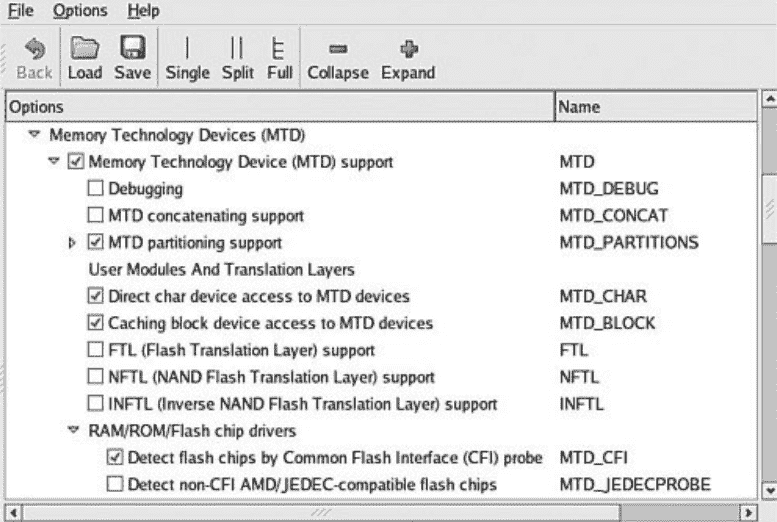 File Options Help
Back Load Save Single Split Full Collapse Expand
Options Name
Memory Technology Devices (MTD)
Memory Technology Device (MTD) support MTD
Debugging MTD_DEBUG
MTD concatenating support MTD_CONCAT
MTD partitioning support MTD_PARTITIONS
User Modules And Translation Layers
Direct char device access to MTD devices MTD_CHAR
Caching block device access to MTD devices MTD_BLOCK
FTL (Flash Translation Layer) support FTL
NFTL (NAND Flash Translation Layer) support NFTL
INFTL (Inverse NAND Flash Translation Layer) support INFTL
RAM/ROM/Flash chip drivers
Detect flash chips by Common Flash Interface (CFI) probe MTD_CFI
Detect non-CFI AMD/JEDEC-compatible flash chips MTD_JEDECPROBE